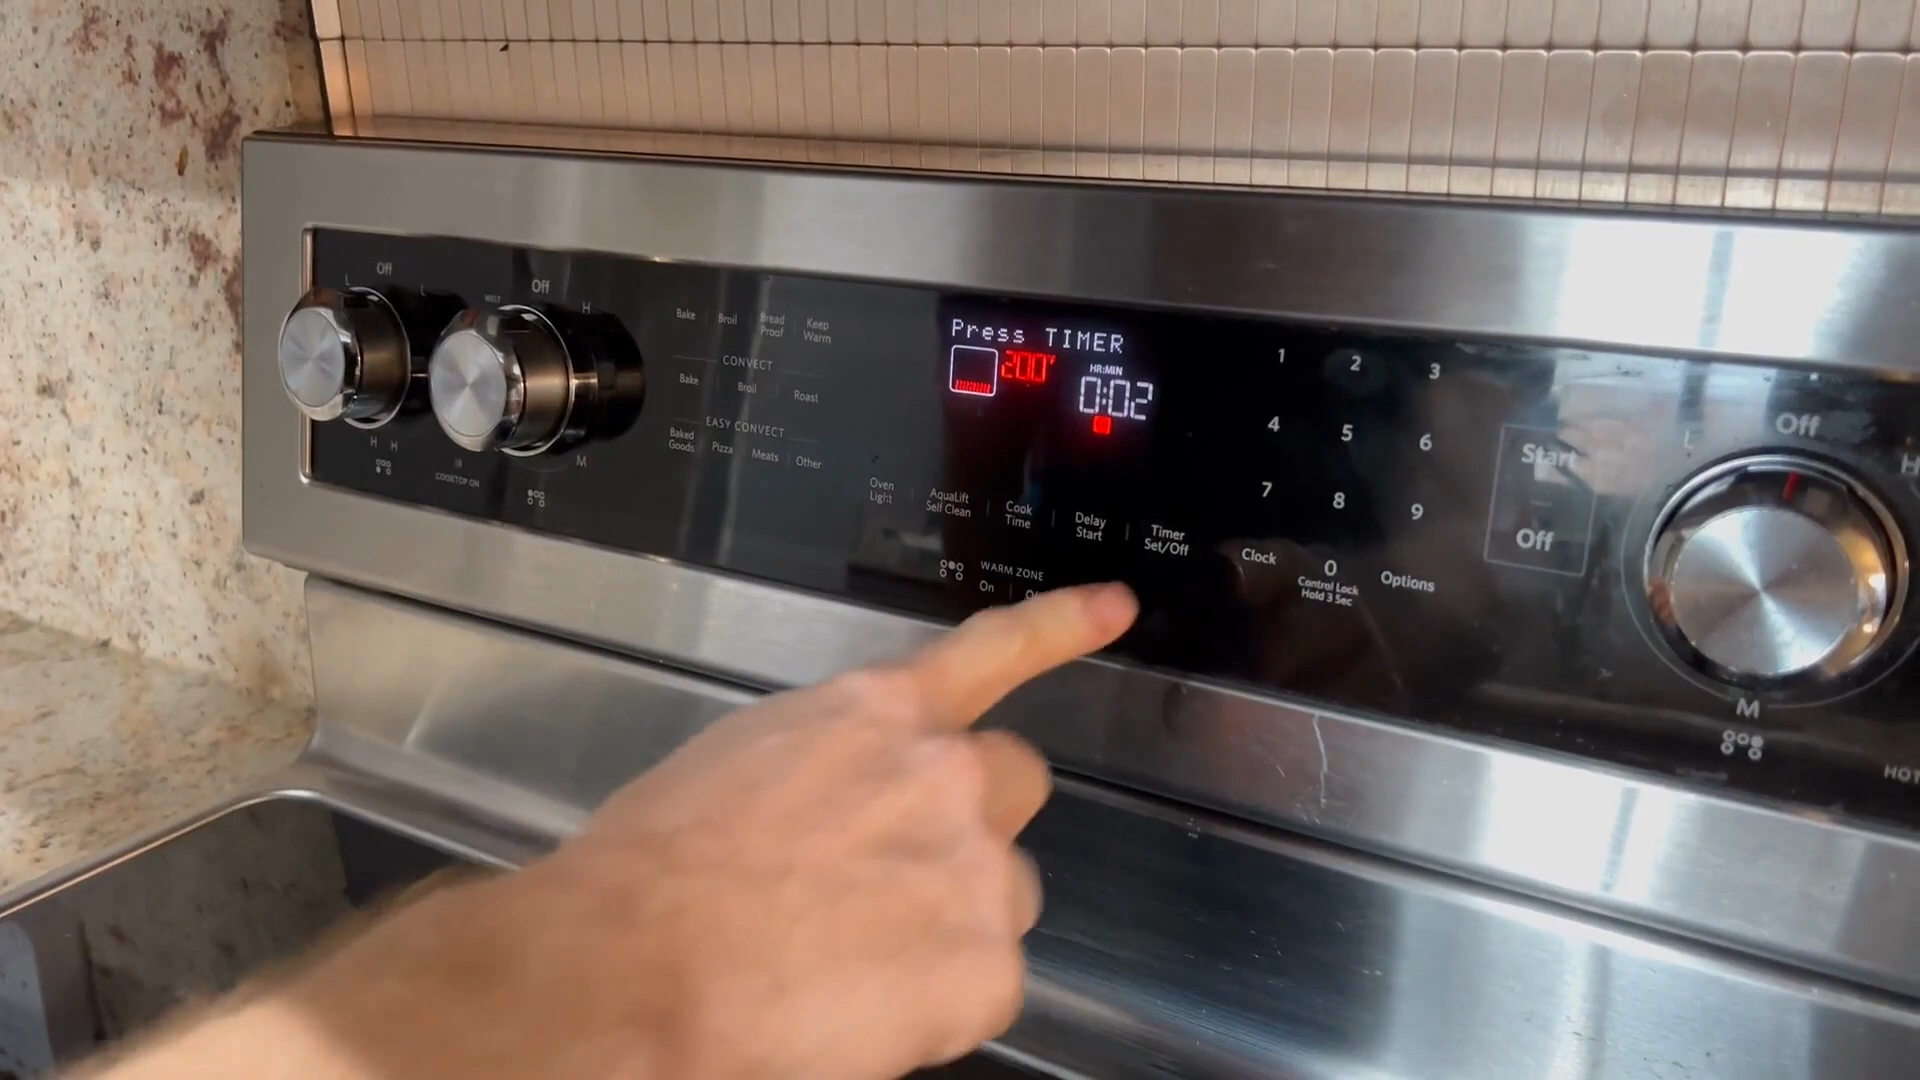 Off
L
L
H H
COOKTOP ON
MELT
Off
H
M
Bake Broil Bread Proof Keep Warm
CONVECT
Bake Broil Roast
EASY CONVECT
Baked Goods Pizza Meats Other
Press TIMER
200°F
HR:MIN
0:02
Oven Light
AquaLift Self Clean
Cook Time
Delay Start
Timer Set/Off
WARM ZONE
On
1 2 3
4 5 6
7 8 9
Clock 0 Options
Control Lock
Hold 3 Sec
Start
Off
L
Off
H
M